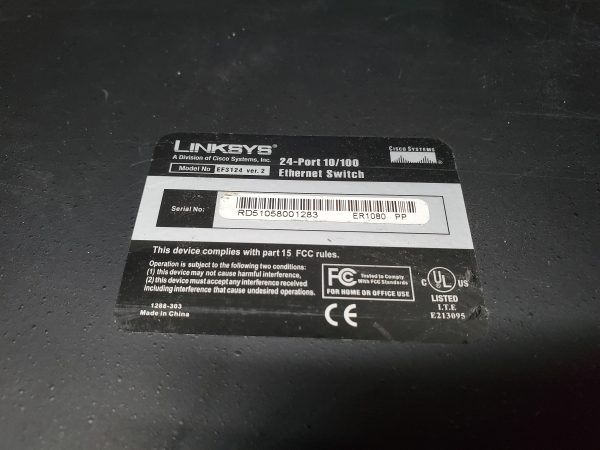 LINKSYS®
A Division of Cisco Systems, Inc.
Model No EF3124 ver. 2
24-Port 10/100
Ethernet Switch
CISCO SYSTEMS
Serial No:
RD51058001283 ER1080 PP
This device complies with part 15 FCC rules.
Operation is subject to the following two conditions:
(1) this device may not cause harmful interference,
(2) this device must accept any interference received
including interference that cause undesired operations.
1288-303
Made in China
FC
Tested to Comply
With FCC Standards
FOR HOME OR OFFICE USE
CE
C UL US
LISTED
I.T.E
E213095